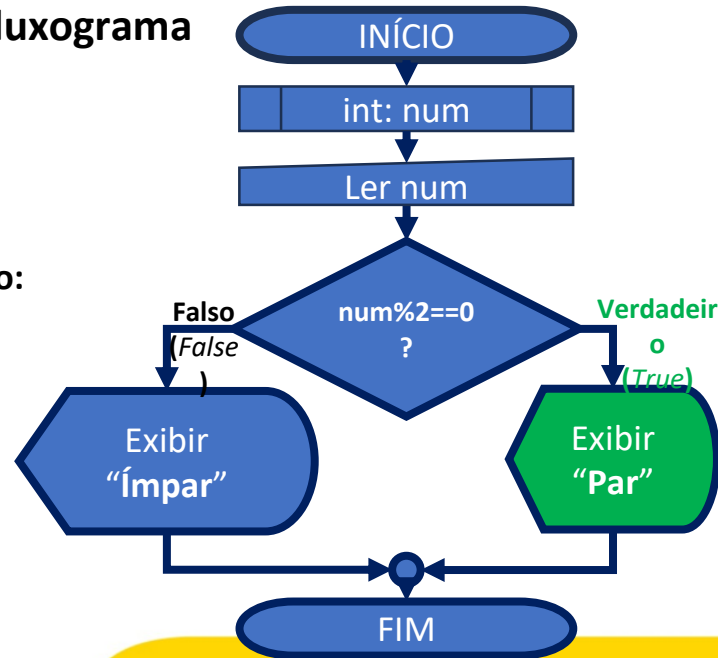 luxograma
INÍCIO
int: num
Ler num
o:
Falso
(False
)
num%2==0
?
Verdadeir
o
(True)
Exibir
“Ímpar”
Exibir
“Par”
FIM